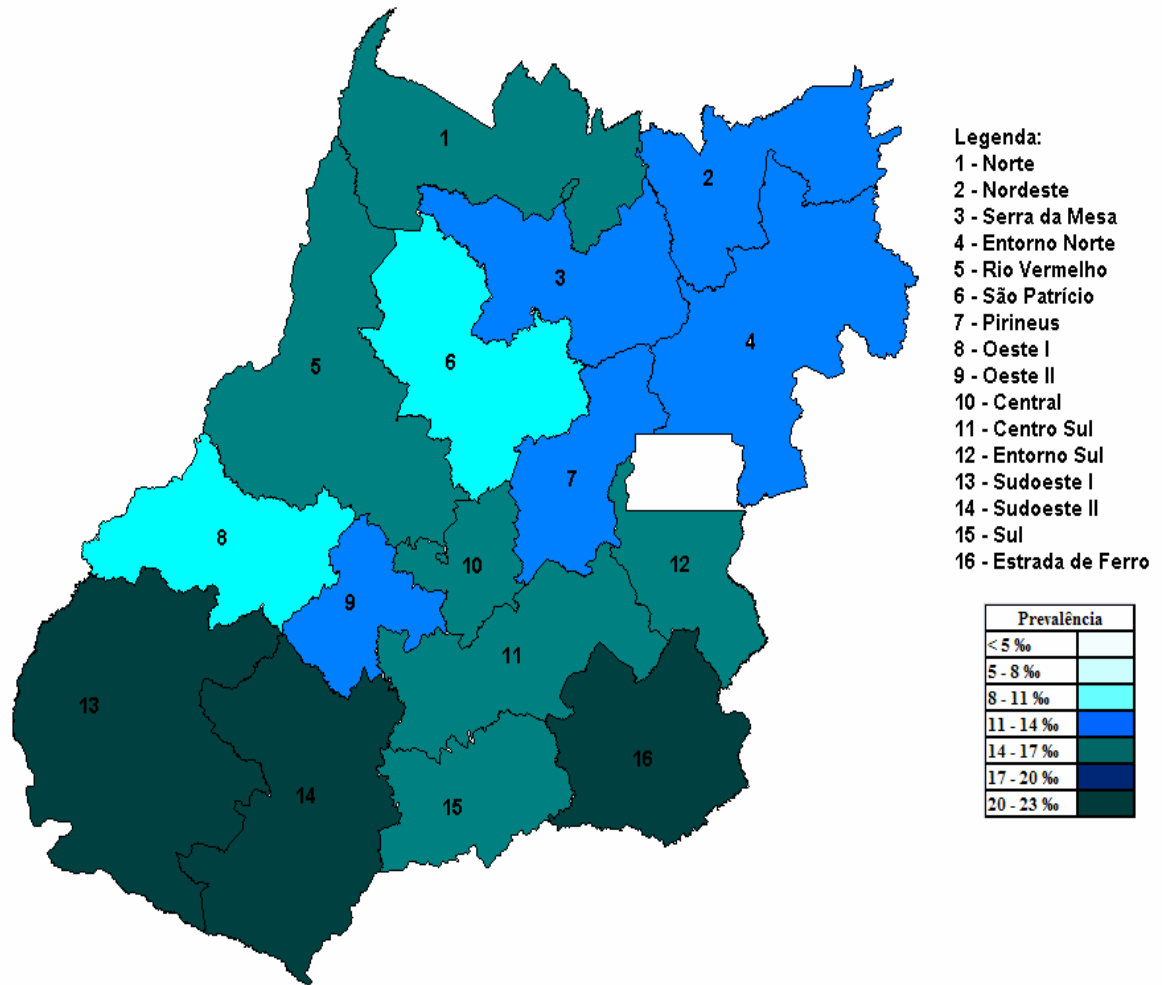 1
2
3
4
5
6
7
8
9
10
11
12
13
14
15
16
Legenda:
1 - Norte
2 - Nordeste
3 - Serra da Mesa
4 - Entorno Norte
5 - Rio Vermelho
6 - São Patrício
7 - Pirineus
8 - Oeste I
9 - Oeste II
10 - Central
11 - Centro Sul
12 - Entorno Sul
13 - Sudoeste I
14 - Sudoeste II
15 - Sul
16 - Estrada de Ferro
Prevalência
< 5 ‰
5 - 8 ‰
8 - 11 ‰
11 - 14 ‰
14 - 17 ‰
17 - 20 ‰
20 - 23 ‰